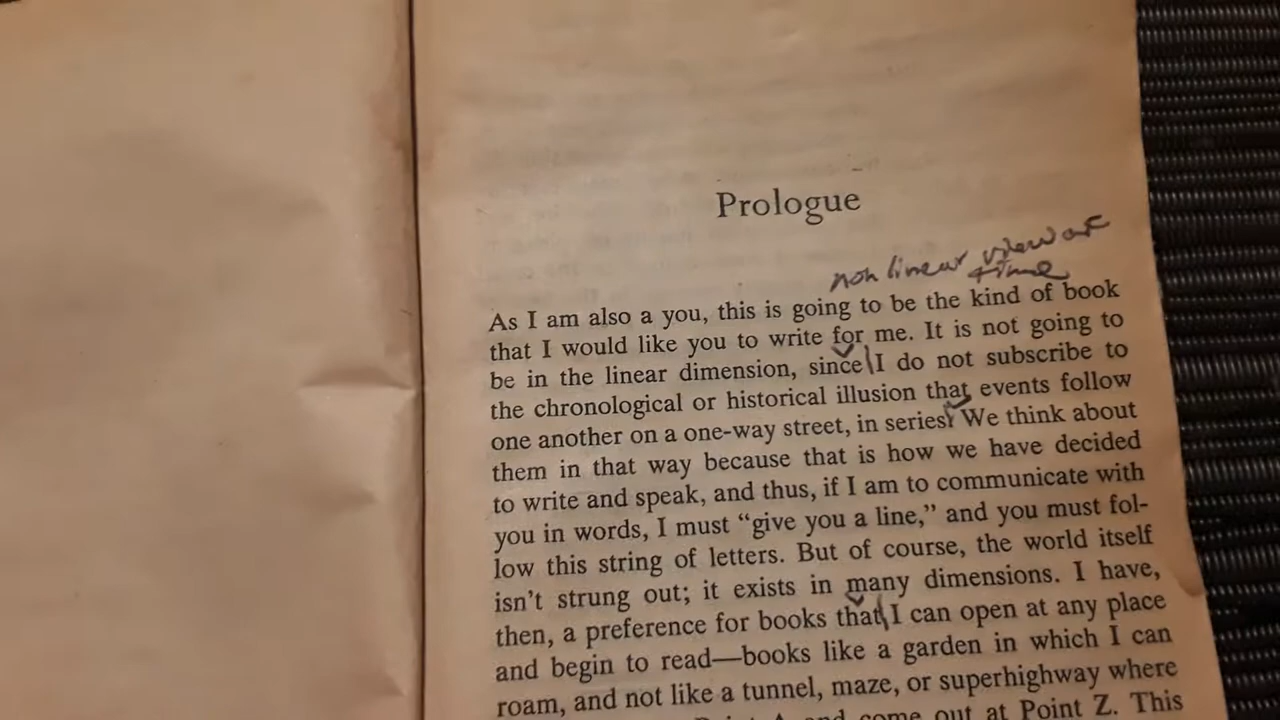 Prologue
non linear view of
time
As I am also a you, this is going to be the kind of book
that I would like you to write for me. It is not going to
be in the linear dimension, since I do not subscribe to
the chronological or historical illusion that events follow
one another on a one-way street, in series. We think about
them in that way because that is how we have decided
to write and speak, and thus, if I am to communicate with
you in words, I must “give you a line,” and you must fol-
low this string of letters. But of course, the world itself
isn't strung out; it exists in many dimensions. I have,
then, a preference for books that I can open at any place
and begin to read—books like a garden in which I can
roam, and not like a tunnel, maze, or superhighway where
and come out at Point Z. This